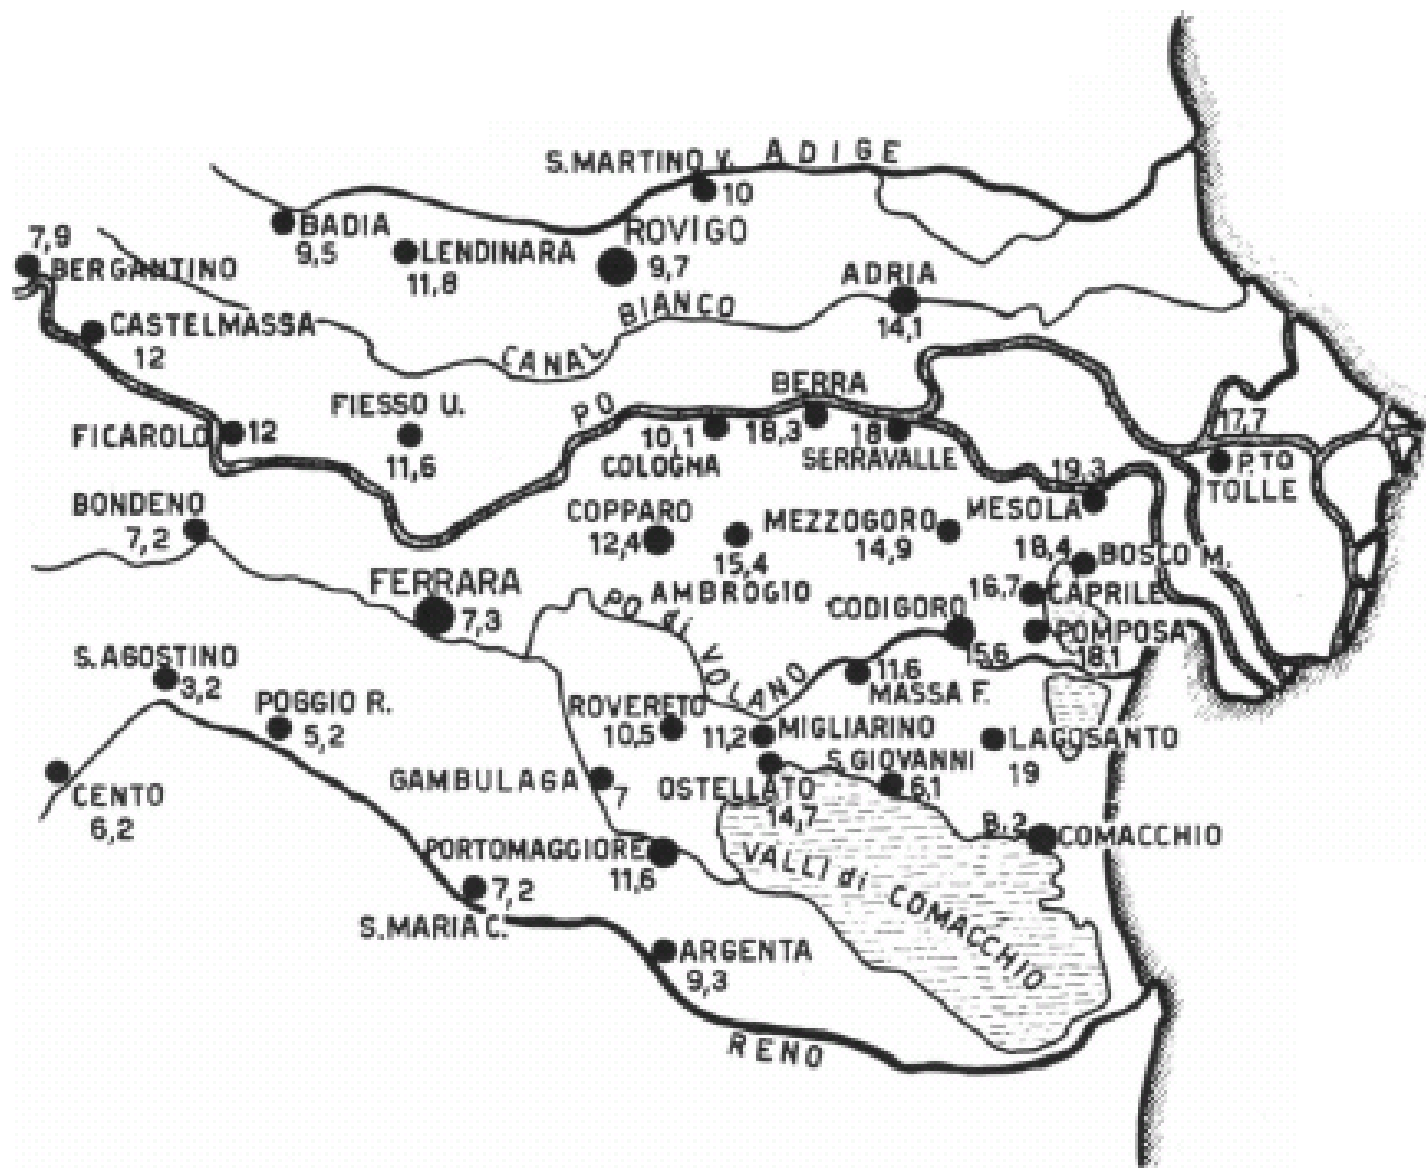 S. MARTINO V.
ADIGE
10
BADIA
9,5
LENDINARA
11,8
ROVIGO
9,7
7,9
BERGANTINO
ADRIA
14,1
CASTELMASSA
12
CANAL BIANCO
BERRA
18,3
FIESSO U.
11,6
PO
FICAROLO
12
10,1
COLOGNA
18
SERRAVALLE
17,7
P.TO
TOLLE
19,3
MESOLA
BONDENO
7,2
COPPARO
12,4
15,4
AMBROGIO
MEZZOGORO
14,9
18,4
BOSCO M.
FERRARA
7,3
16,7
CAPRILE
PO di VOLANO
CODIGORO
15,6
POMPOSA
18,1
S. AGOSTINO
3,2
11,6
MASSA F.
POGGIO R.
5,2
ROVERETO
10,5
11,2
MIGLIARINO
LAGOSANTO
19
S. GIOVANNI
6,1
CENTO
6,2
GAMBULAGA
7
OSTELLATO
14,7
8,2
COMACCHIO
PORTOMAGGIORE
11,6
VALLI di COMACCHIO
7,2
S. MARIA C.
ARGENTA
9,3
RENO